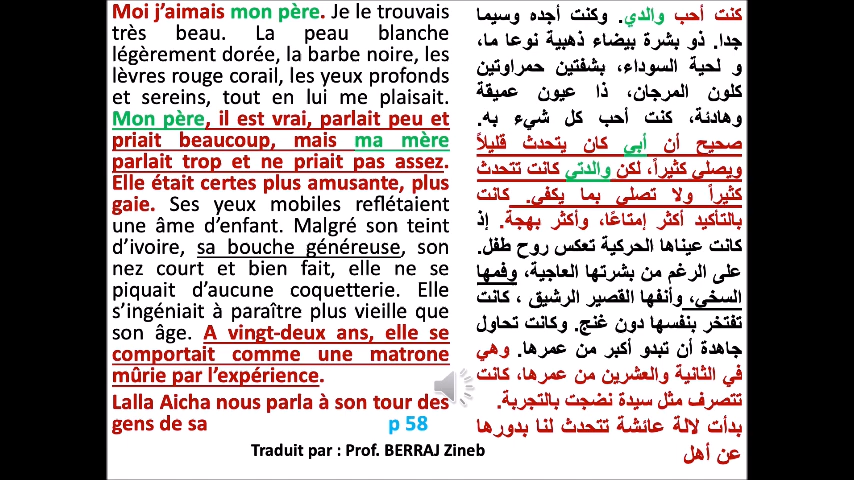 Moi j’aimais mon père. Je le trouvais
très beau. La peau blanche
légèrement dorée, la barbe noire, les
lèvres rouge corail, les yeux profonds
et sereins, tout en lui me plaisait.
Mon père, il est vrai, parlait peu et
priait beaucoup, mais ma mère
parlait trop et ne priait pas assez.
Elle était certes plus amusante, plus
gaie. Ses yeux mobiles reflétaient
une âme d’enfant. Malgré son teint
d’ivoire, sa bouche généreuse, son
nez court et bien fait, elle ne se
piquait d’aucune coquetterie. Elle
s’ingéniait à paraître plus vieille que
son âge. A vingt-deux ans, elle se
comportait comme une matrone
mûrie par l’expérience.
Lalla Aicha nous parla à son tour des
gens de sa p 58
كنت أحب والدي. وكنت أجده وسيما
جدا. ذو بشرة بيضاء ذهبية نوعا ما،
و لحية السوداء، بشفتين حمراوتين
كلون المرجان، ذا عيون عميقة
وهادئة، كنت أحب كل شيء به.
صحيح أن أبي كان يتحدث قليلاً
ويصلي كثيراً، لكن والدتي كانت تتحدث
كثيراً ولا تصلي بما يكفي. كانت
بالتأكيد أكثر إمتاعًا، وأكثر بهجة. إذ
كانت عيناها الحركية تعكس روح طفل.
على الرغم من بشرتها العاجية، وفمها
السخي، وأنفها القصير الرشيق ، كانت
تفتخر بنفسها دون غنج. وكانت تحاول
جاهدة أن تبدو أكبر من عمرها. وهي
في الثانية والعشرين من عمرها، كانت
تتصرف مثل سيدة نضجت بالتجربة.
بدأت لالة عائشة تتحدث لنا بدورها
عن أهل
Traduit par : Prof. BERRAJ Zineb